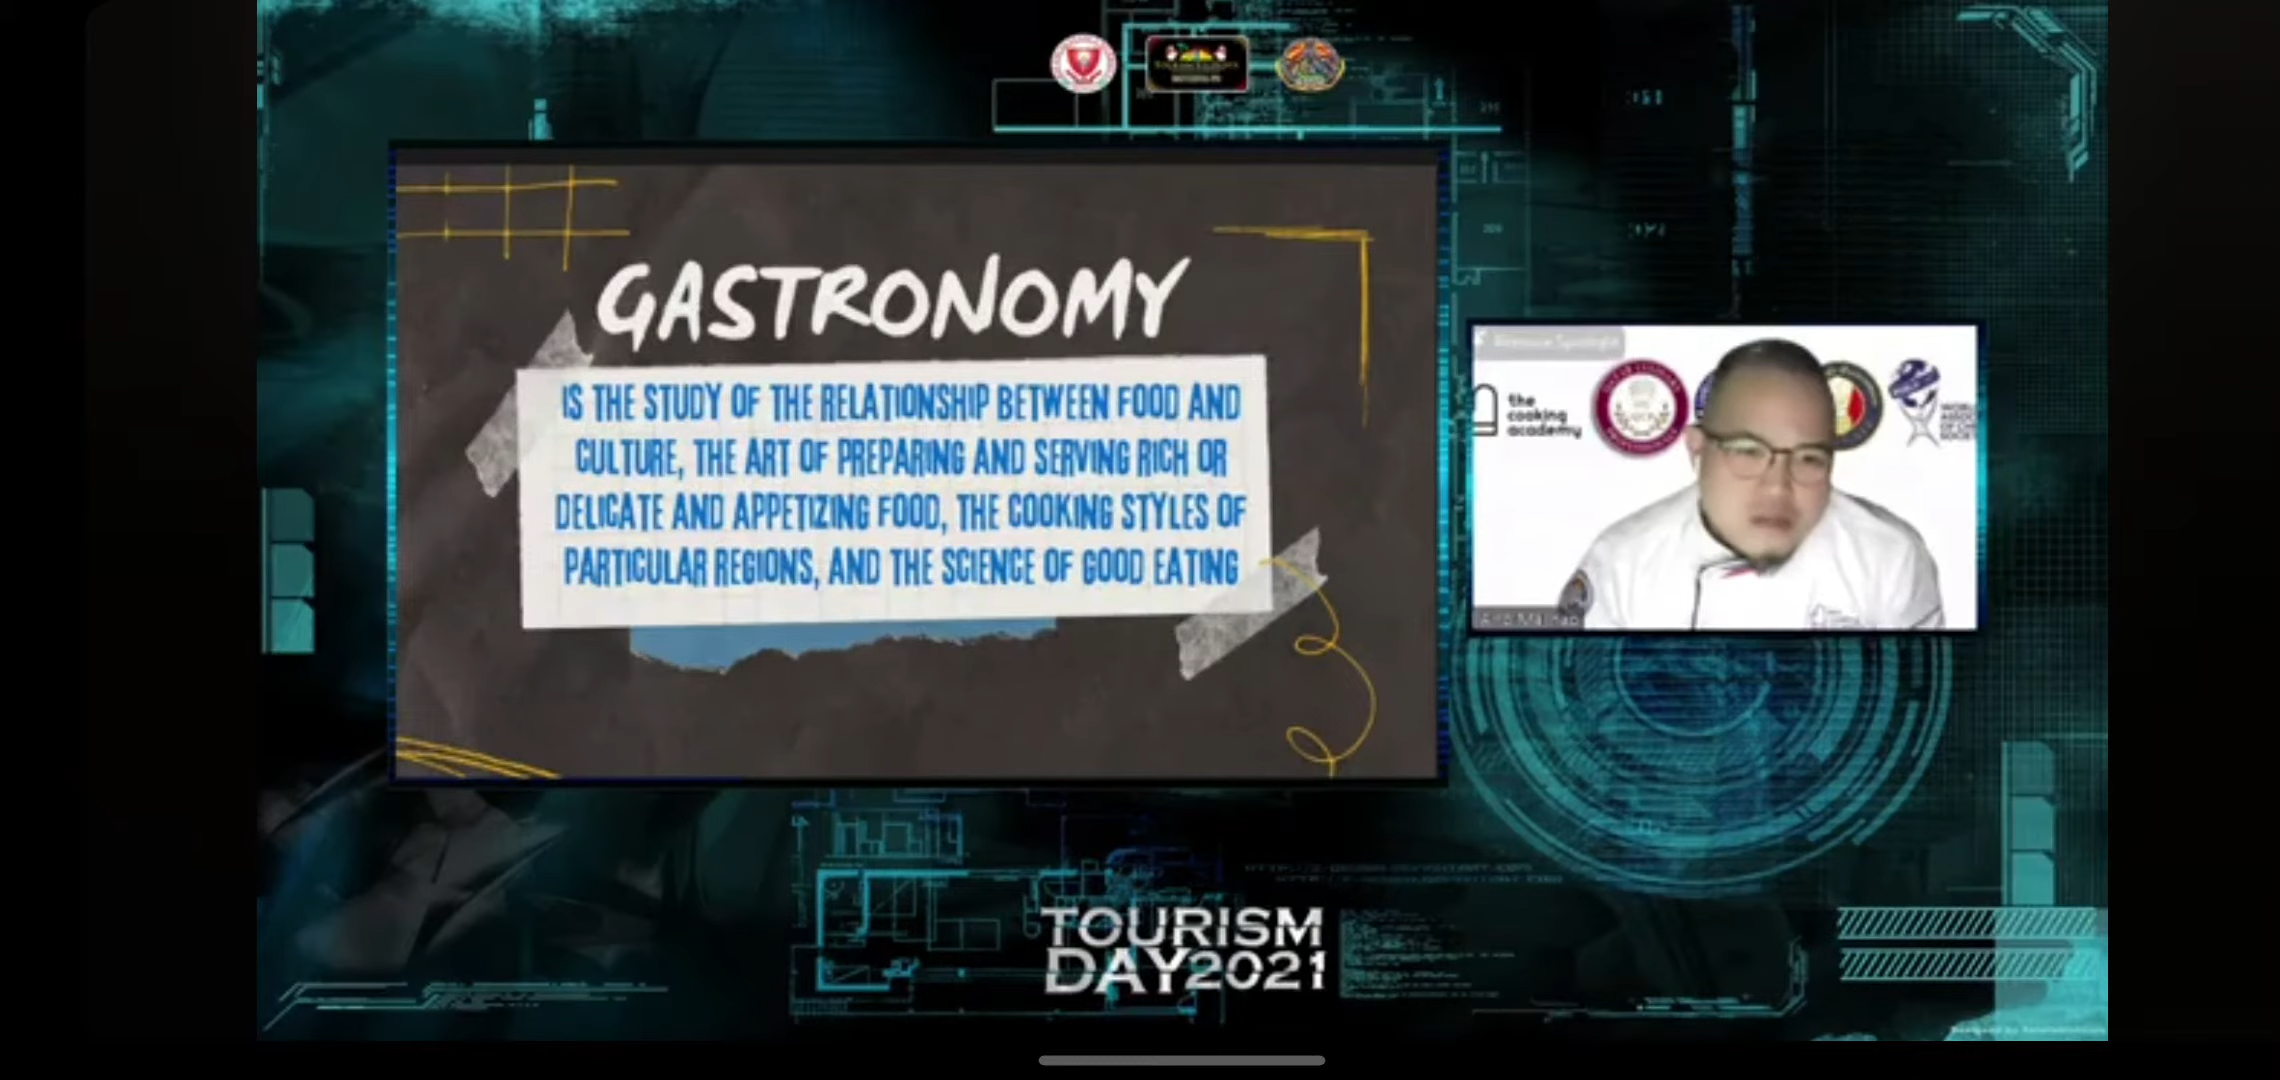 GASTRONOMY
IS THE STUDY OF THE RELATIONSHIP BETWEEN FOOD AND
CULTURE, THE ART OF PREPARING AND SERVING RICH OR
DELICATE AND APPETIZING FOOD, THE COOKING STYLES OF
PARTICULAR REGIONS, AND THE SCIENCE OF GOOD EATING
the
cooking
academy
TOURISM
DAY2021